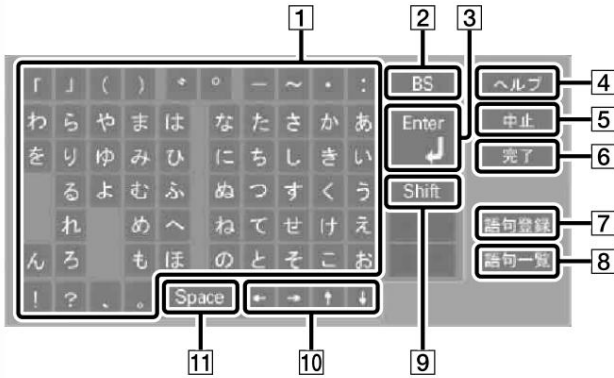 1 2 3
「 」 ( ) ゛ ゜ ー ～ ・ : BS ヘルプ 4
わ ら や ま は な た さ か あ Enter 中止 5
を り ゆ み ひ に ち し き い 完了 6
る よ む ふ ぬ つ す く う Shift
れ め へ ね て せ け え 語句登録 7
ん ろ も ほ の と そ こ お 語句一覧 8
! ? 、 。 Space ← → ↑ ↓
11 10 9